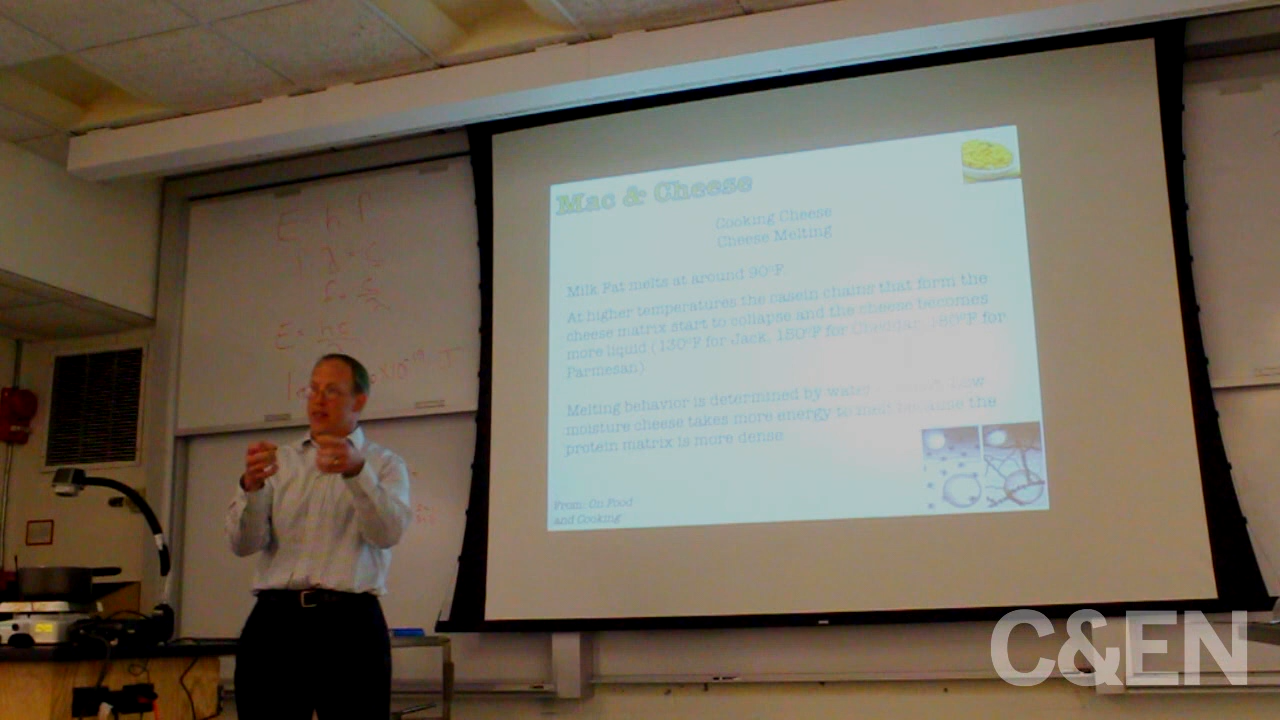 Mac & Cheese
Cooking Cheese
Cheese Melting
Milk Fat melts at around 90°F.
At higher temperatures the casein chains that form the
cheese matrix start to collapse and the cheese becomes
more liquid (130°F for Jack, 150°F for Cheddar, 180°F for
Parmesan)
Melting behavior is determined by water
moisture cheese takes more energy to melt because the
protein matrix is more dense
From: On Food
and Cooking
E h f
λ = c
f = c
E = hc
J
C&EN